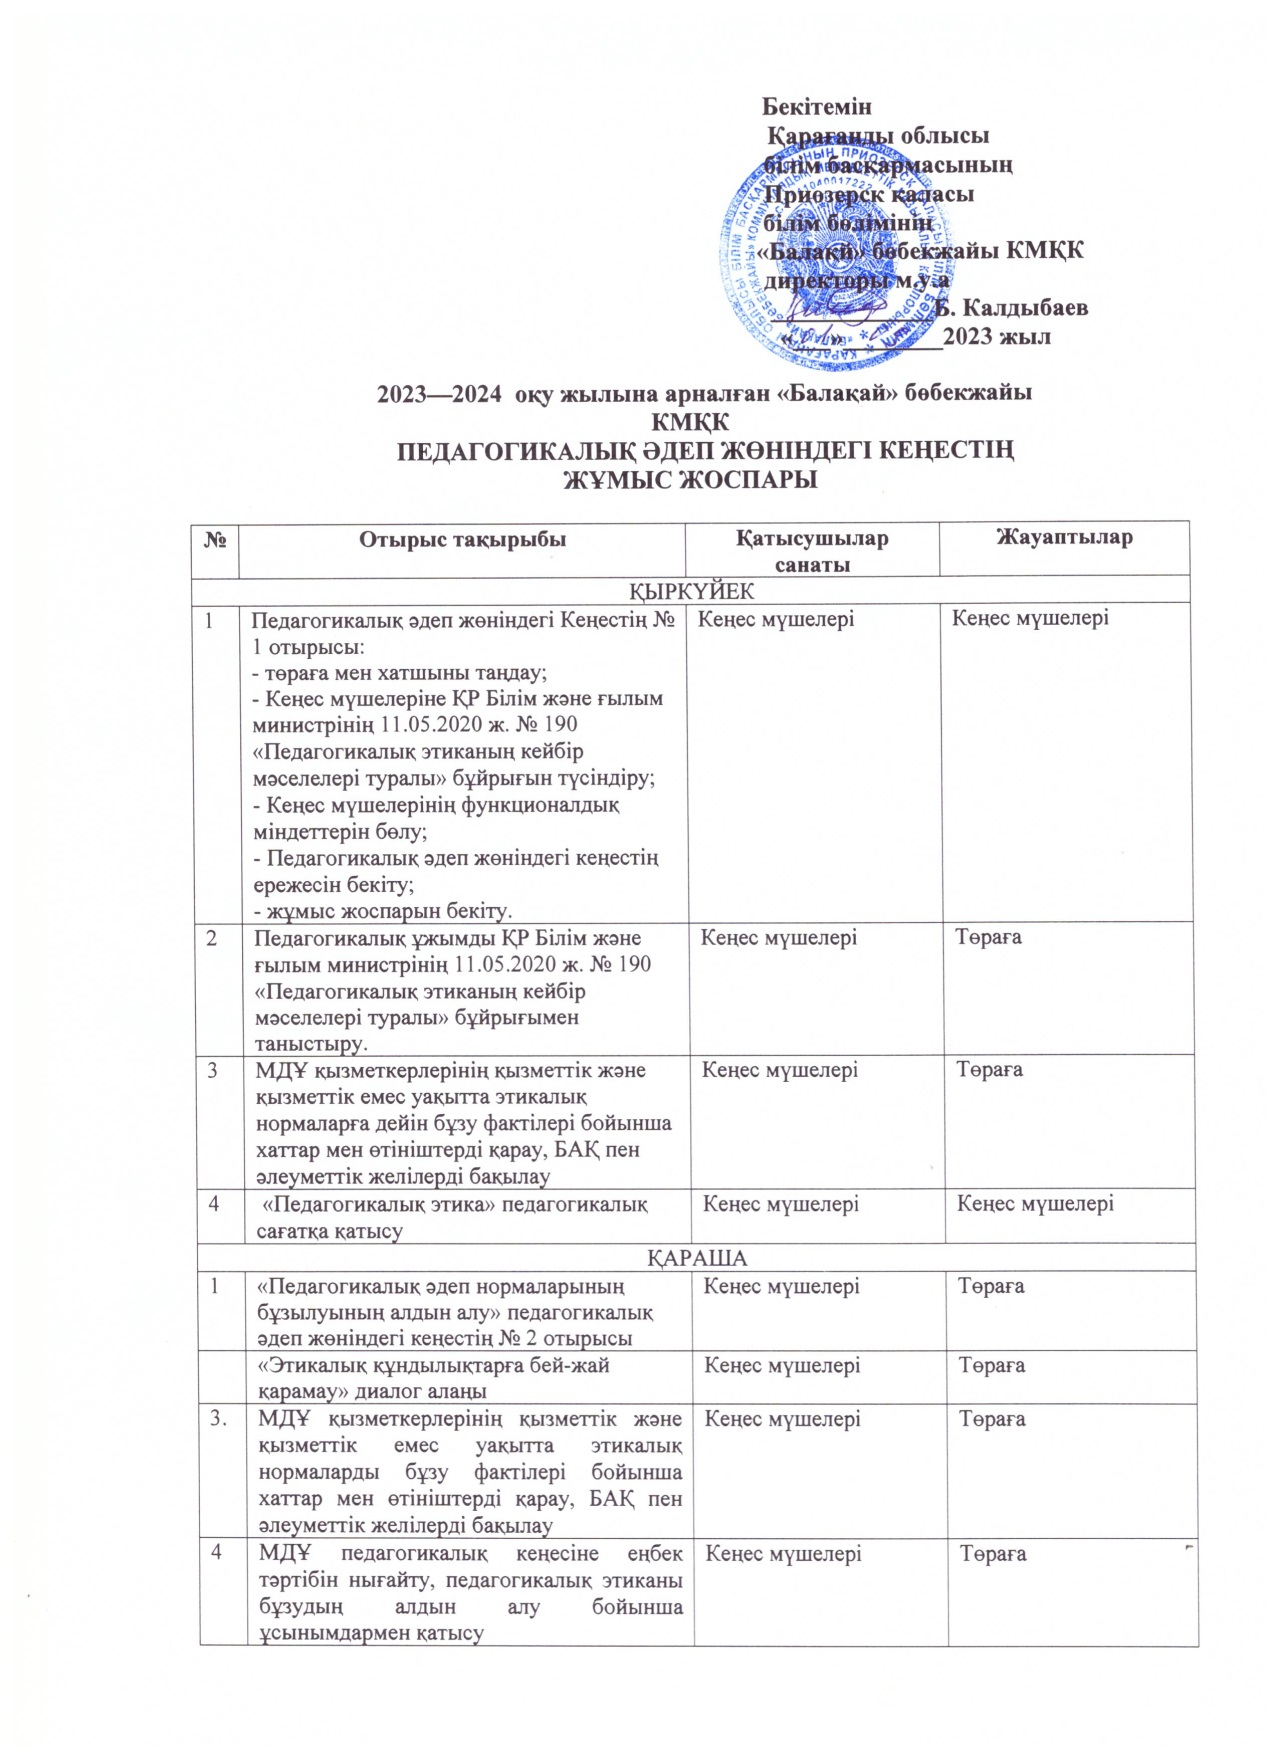 Бекітемін
Қарағанды облысы
білім басқармасының
Приөзерск қаласы
білім бөлімінің
«Балақй» бөбекжайы КМҚК
директоры м.у.а
____________Б. Калдыбаев
«____» ________2023 жыл
2023—2024 оқу жылына арналған «Балақай» бөбекжайы
КМҚК
ПЕДАГОГИКАЛЫҚ ӘДЕП ЖӨНІНДЕГІ КЕҢЕСТІҢ
ЖҰМЫС ЖОСПАРЫ
№ Отырыс тақырыбы Қатысушылар Жауаптылар
санаты
ҚЫРКҮЙЕК
1 Педагогикалық әдеп жөніндегі Кеңестің № Кеңес мүшелері Кеңес мүшелері
1 отырысы:
- төраға мен хатшыны таңдау;
- Кеңес мүшелеріне ҚР Білім және ғылым
министрінің 11.05.2020 ж. № 190
«Педагогикалық этиканың кейбір
мәселелері туралы» бұйрығын түсіндіру;
- Кеңес мүшелерінің функционалдық
міндеттерін бөлу;
- Педагогикалық әдеп жөніндегі кеңестің
ережесін бекіту;
- жұмыс жоспарын бекіту.
2 Педагогикалық ұжымды ҚР Білім және Кеңес мүшелері Төраға
ғылым министрінің 11.05.2020 ж. № 190
«Педагогикалық этиканың кейбір
мәселелері туралы» бұйрығымен
таныстыру.
3 МДҰ қызметкерлерінің қызметтік және Кеңес мүшелері Төраға
қызметтік емес уақытта этикалық
нормаларға дейін бұзу фактілері бойынша
хаттар мен өтініштерді қарау, БАҚ пен
әлеуметтік желілерді бақылау
4 «Педагогикалық этика» педагогикалық Кеңес мүшелері Кеңес мүшелері
сағатқа қатысу
ҚАРАША
1 «Педагогикалық әдеп нормаларының Кеңес мүшелері Төраға
бұзылуының алдын алу» педагогикалық
әдеп жөніндегі кеңестің № 2 отырысы
«Этикалық құндылықтарға бей-жай Кеңес мүшелері Төраға
қарамау» диалог алаңы
3. МДҰ қызметкерлерінің қызметтік және Кеңес мүшелері Төраға
қызметтік емес уақытта этикалық
нормаларды бұзу фактілері бойынша
хаттар мен өтініштерді қарау, БАҚ пен
әлеуметтік желілерді бақылау
4 МДҰ педагогикалық кеңесіне еңбек Кеңес мүшелері Төраға
тәртібін нығайту, педагогикалық этиканы
бұзудың алдын алу бойынша
ұсынымдармен қатысу